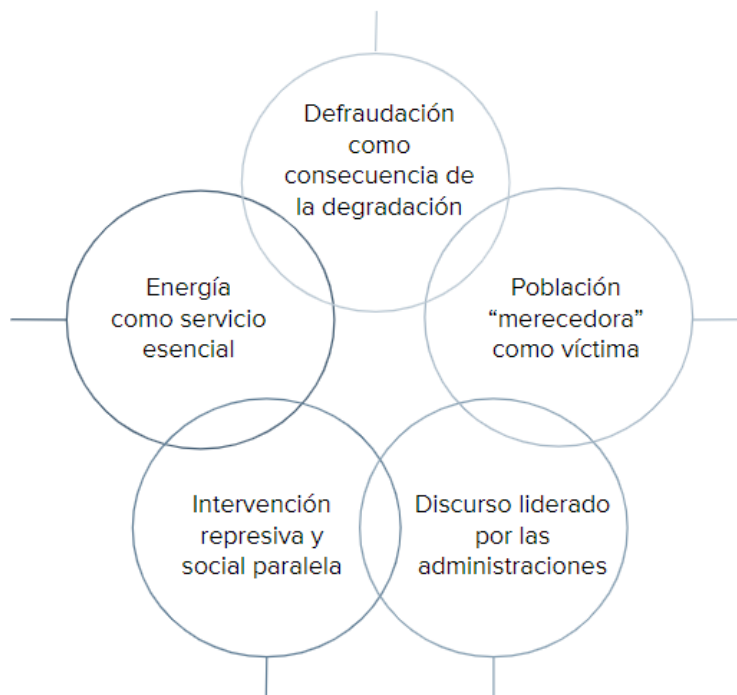 Defraudación
como
consecuencia de
la degradación
Energía
como servicio
esencial
Población
“merecedora”
como víctima
Intervención
represiva y
social paralela
Discurso liderado
por las
administraciones